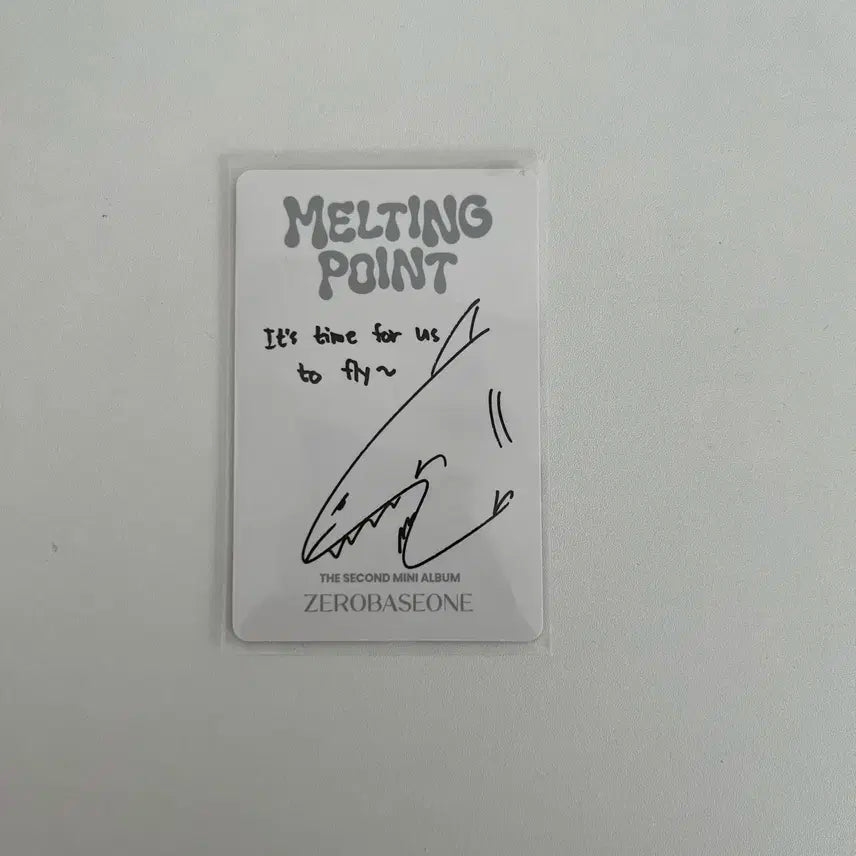 MELTING
POINT
It's time for us
to fly~
THE SECOND MINI ALBUM
ZEROBASEONE